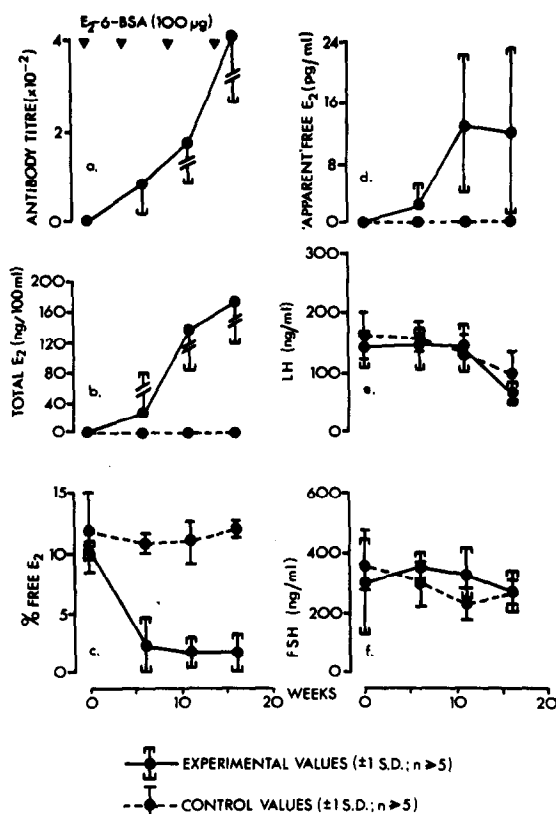 E₂-6-BSA (100 µg)
ANTIBODY TITRE (x10-2)
4
2
0
a.
TOTAL E₂ (ng/100ml)
200
160
120
80
40
0
b.
% FREE E₂
15
10
5
0
c.
0
10
20
'APPARENT' FREE E₂ (pg/ml)
24
16
8
0
d.
LH (ng/ml)
300
200
100
0
e.
FSH (ng/ml)
600
400
200
0
f.
WEEKS
0
10
20
EXPERIMENTAL VALUES (±1 S.D.; n ⩾ 5)
CONTROL VALUES (±1 S.D.; n ⩾ 5)